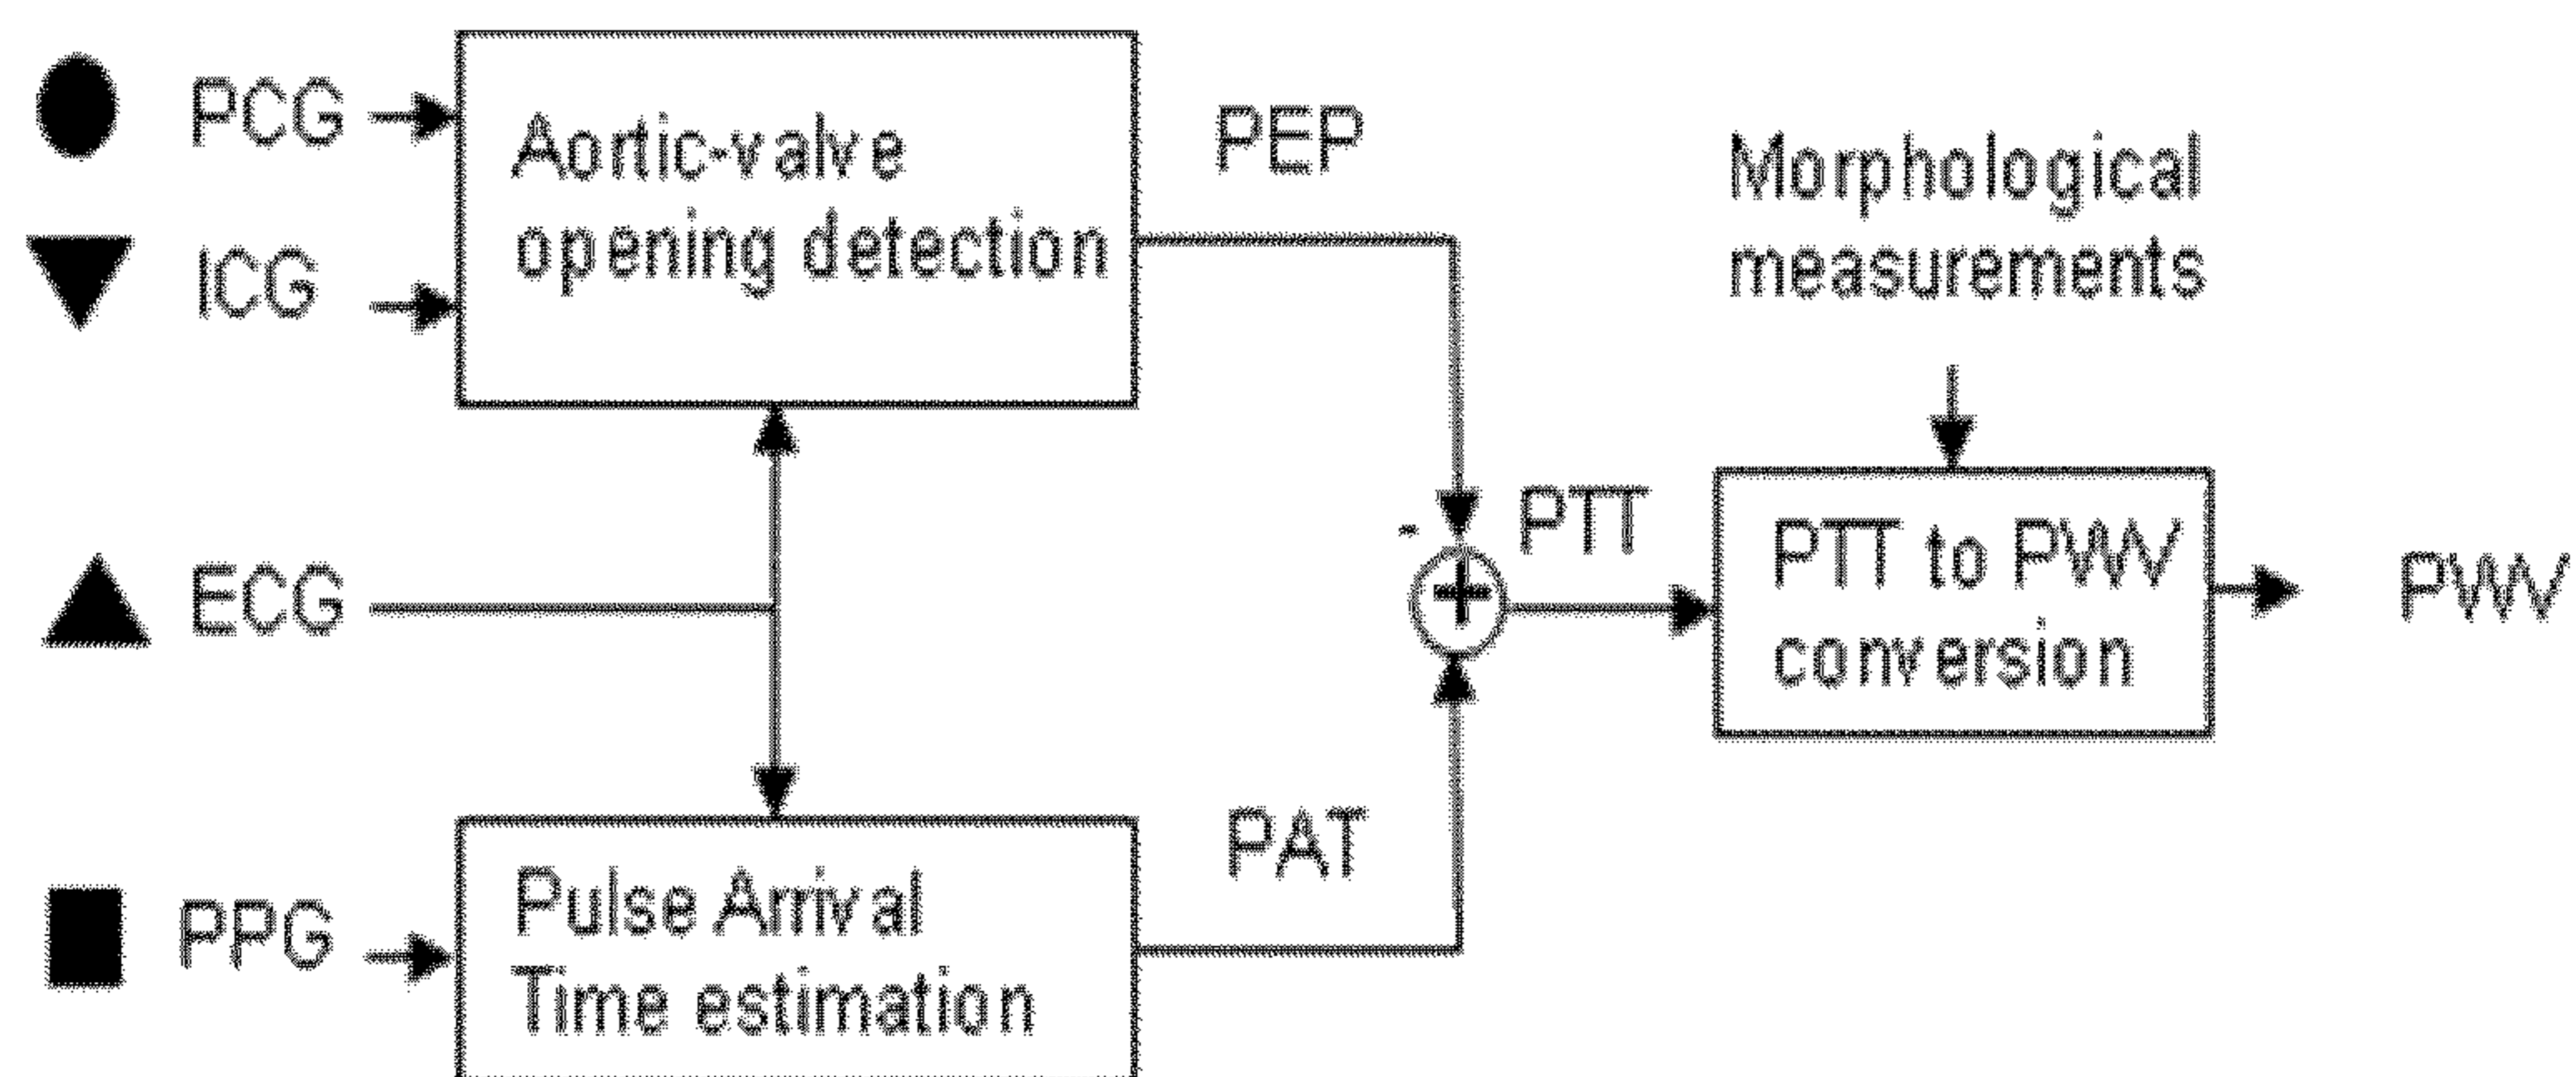 PCG
Aortic-valve
opening detection
ICG
PEP
Morphological
measurements
ECG
-
+
PTT
PTT to PWV
conversion
PWV
PPG
Pulse Arrival
Time estimation
PAT